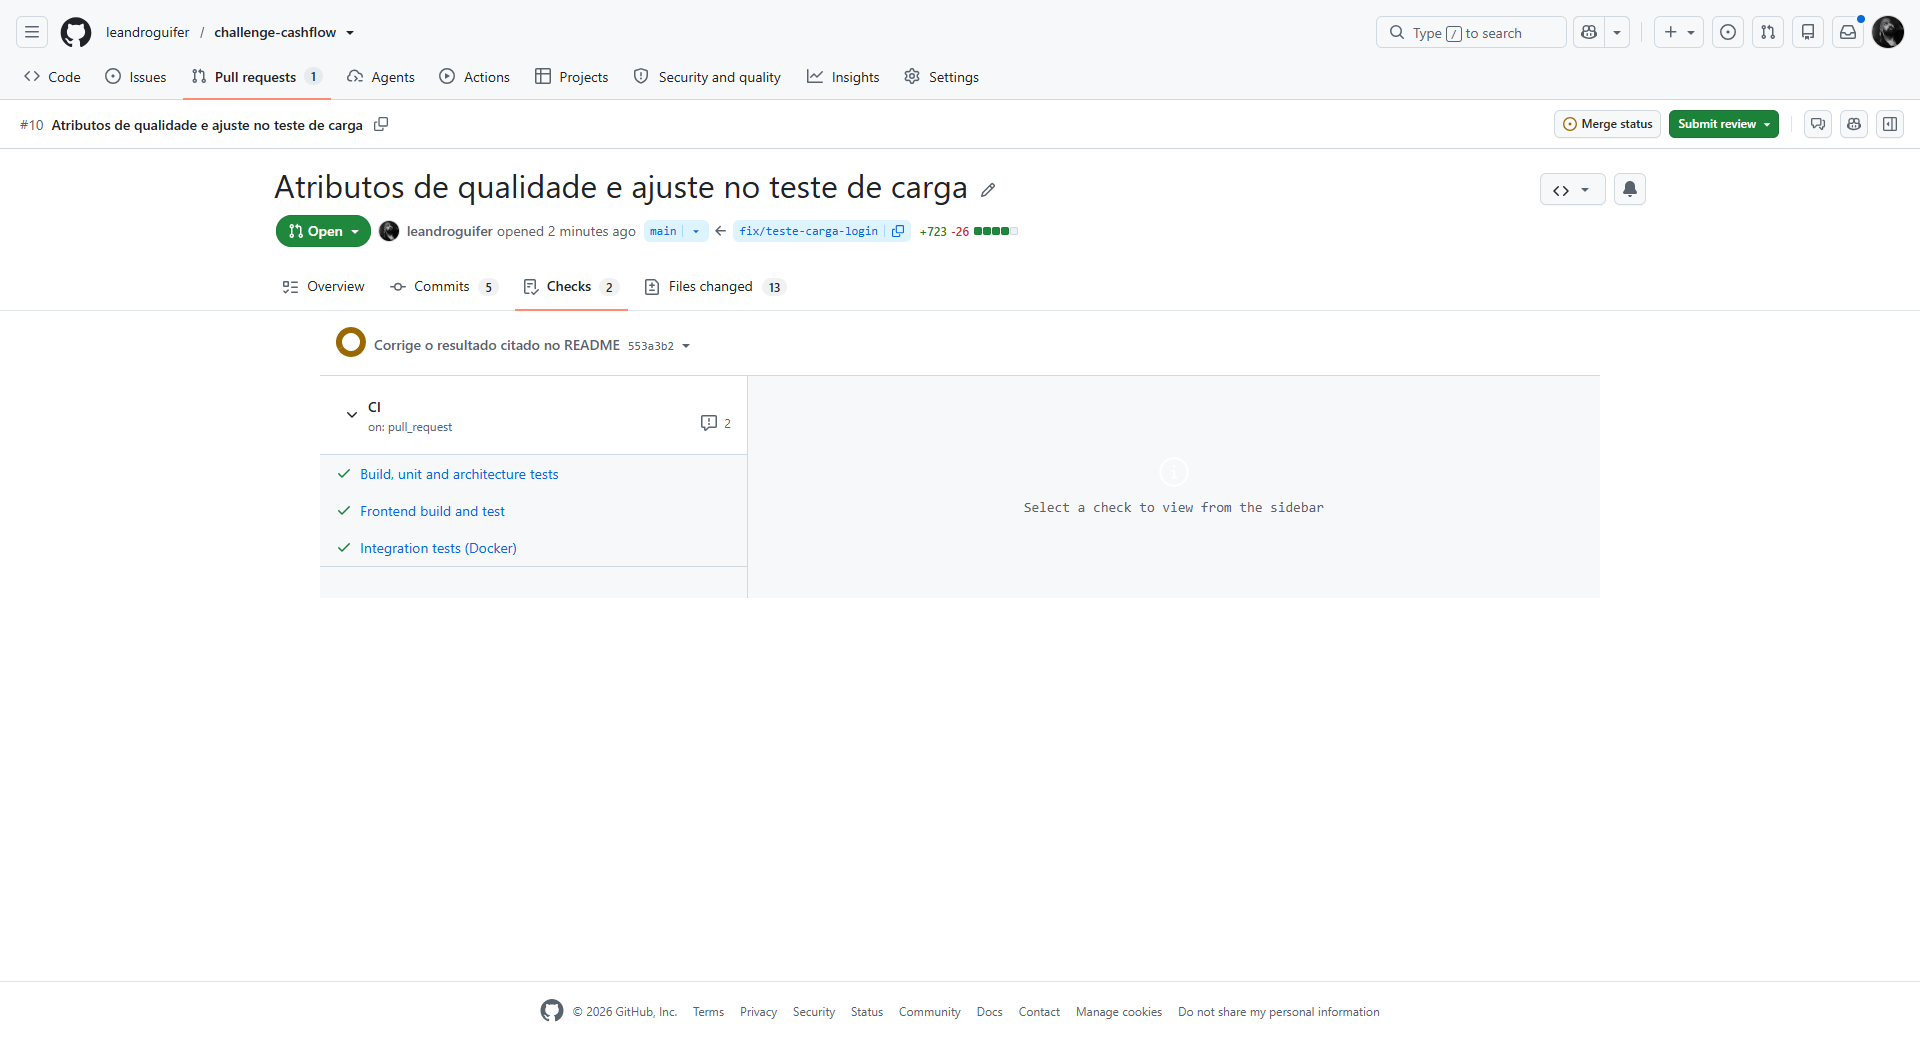 leandroguifer / challenge-cashflow
Type / to search
Code
Issues
Pull requests 1
Agents
Actions
Projects
Security and quality
Insights
Settings
#10 Atributos de qualidade e ajuste no teste de carga
Merge status
Submit review
Atributos de qualidade e ajuste no teste de carga
Open
leandroguifer opened 2 minutes ago
main
fix/teste-carga-login
+723 -26
Overview
Commits 5
Checks 2
Files changed 13
Corrige o resultado citado no README 553a3b2
CI
on: pull_request
2
Build, unit and architecture tests
Frontend build and test
Integration tests (Docker)
Select a check to view from the sidebar
© 2026 GitHub, Inc.
Terms
Privacy
Security
Status
Community
Docs
Contact
Manage cookies
Do not share my personal information